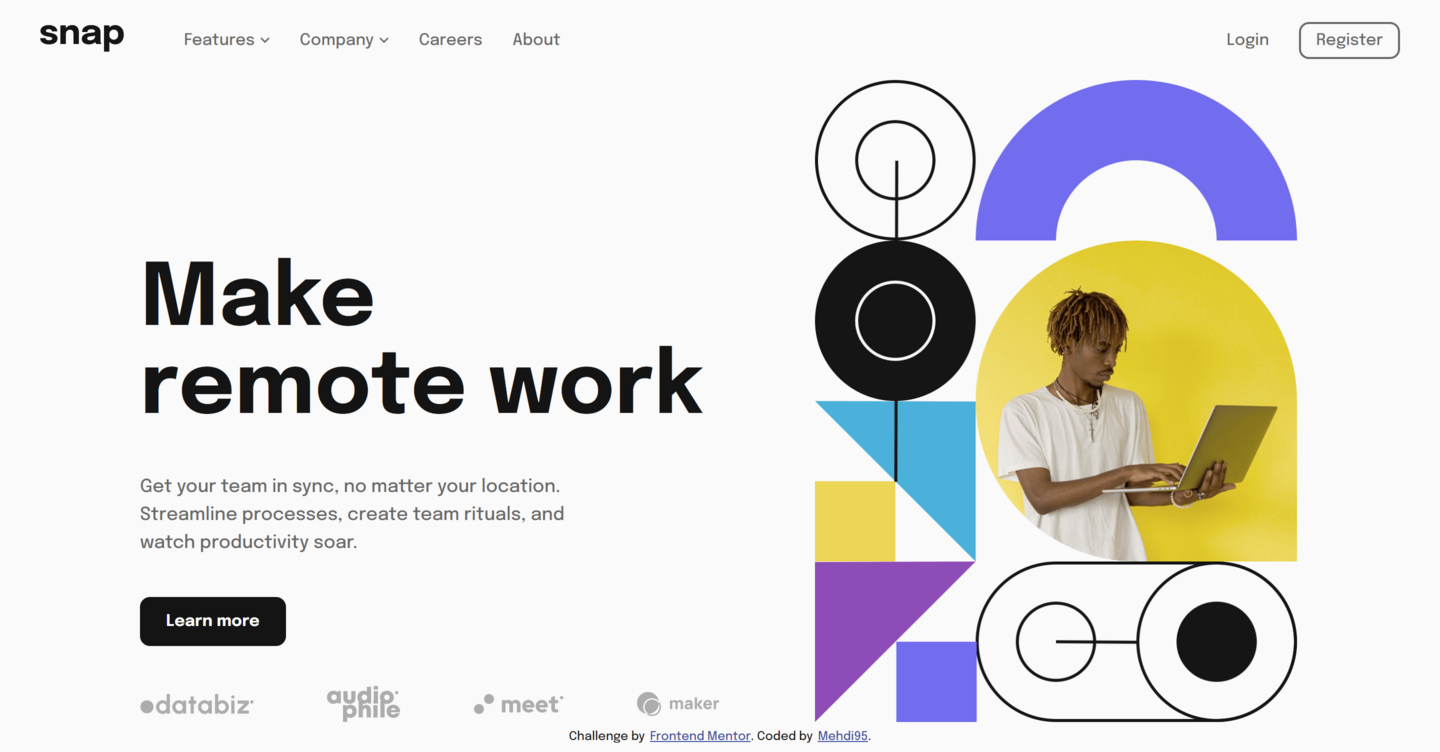 snap
Features
Company
Careers
About
Login
Register
Make
remote work
Get your team in sync, no matter your location.
Streamline processes, create team rituals, and
watch productivity soar.
Learn more
databiz
audio
phile
meet
maker
Challenge by Frontend Mentor. Coded by Mehdi95.